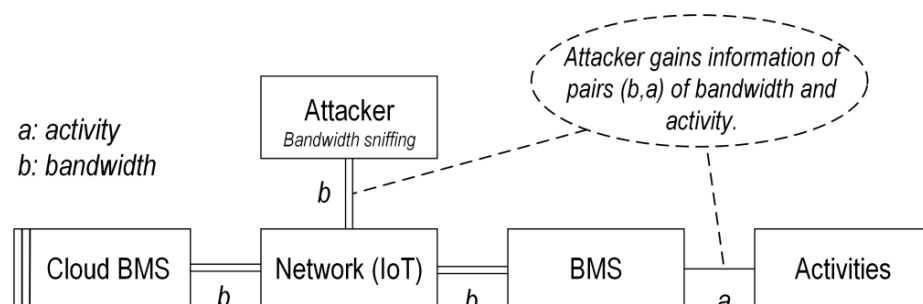 Attacker gains information of
pairs (b,a) of bandwidth and
activity.
Attacker
Bandwidth sniffing
a: activity
b: bandwidth
b
Cloud BMS
Network (IoT)
BMS
Activities
b
b
a